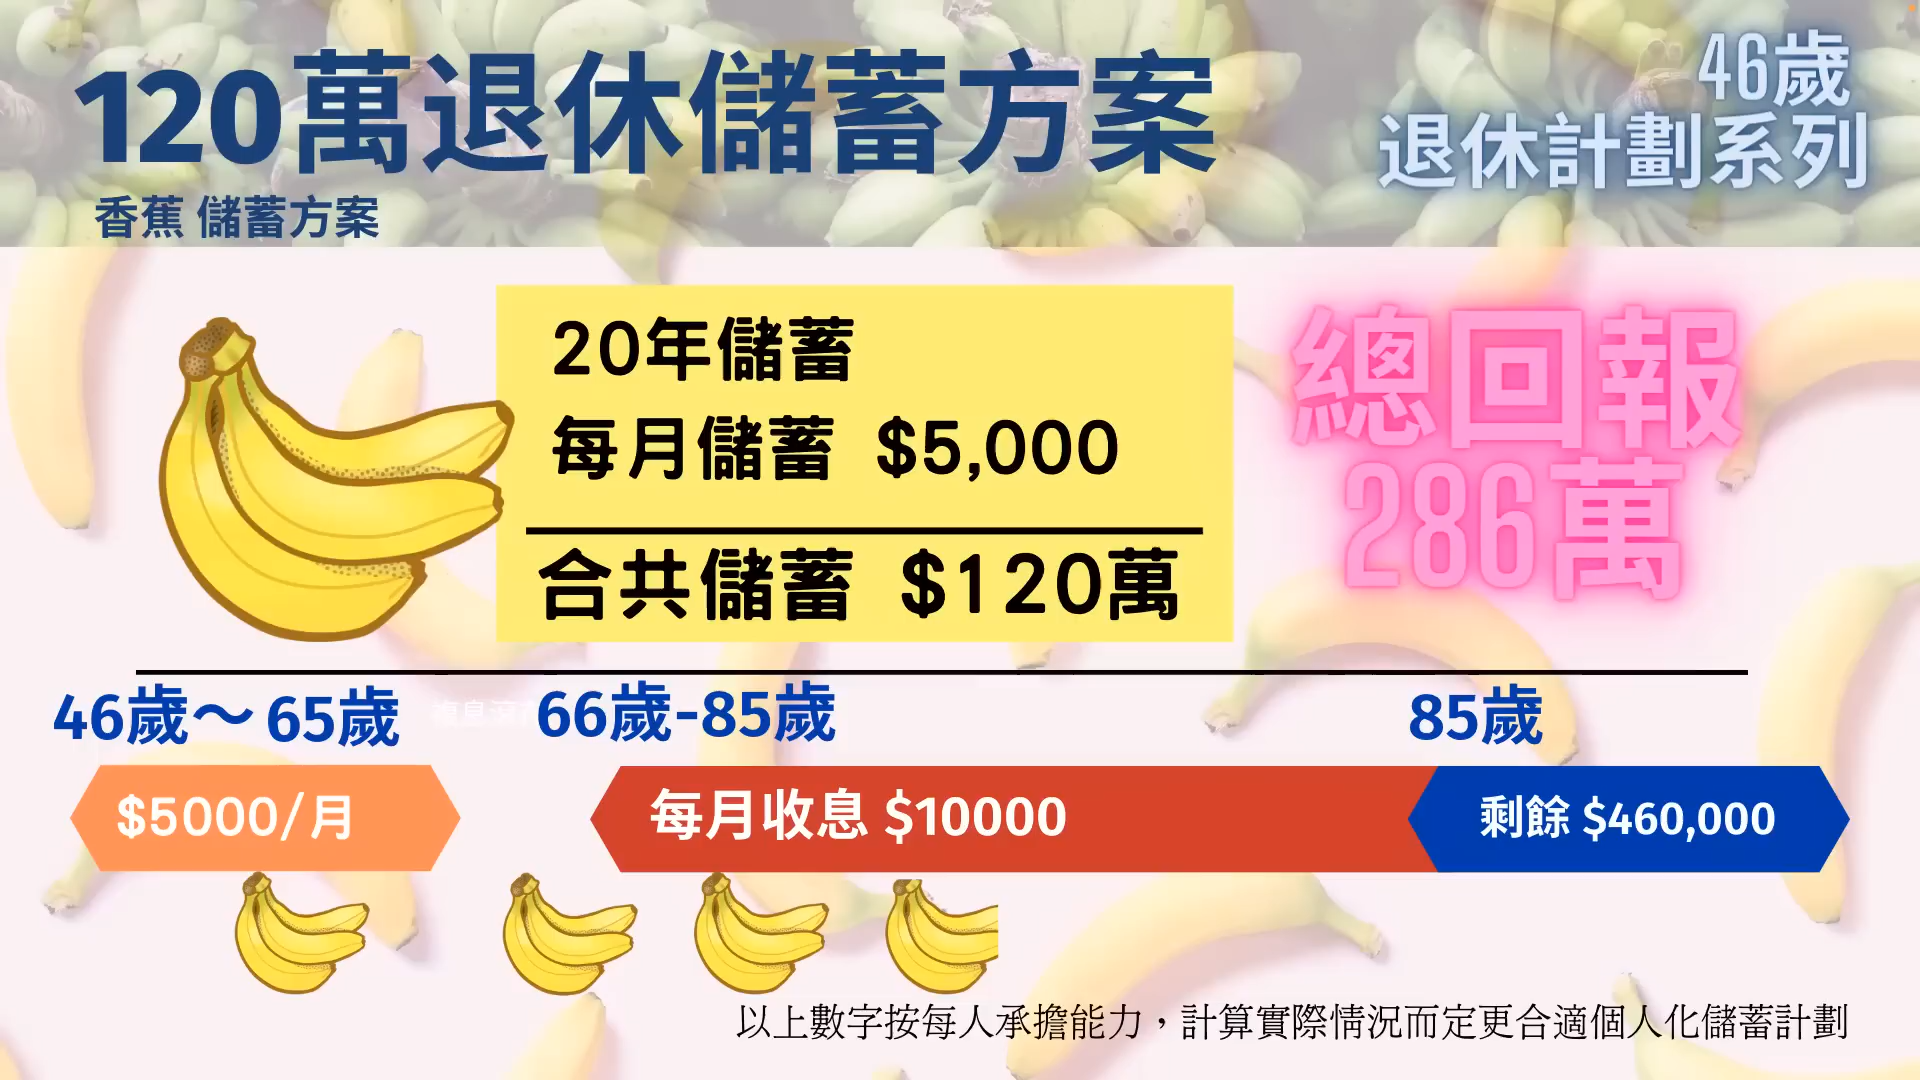 120萬退休儲蓄方案
香蕉 儲蓄方案
46歲
退休計劃系列
20年儲蓄
每月儲蓄 $5,000
合共儲蓄 $120萬
總回報
286萬
46歲～65歲
66歲-85歲
85歲
$5000/月
每月收息 $10000
剩餘 $460,000
以上數字按每人承擔能力，計算實際情況而定更合適個人化儲蓄計劃